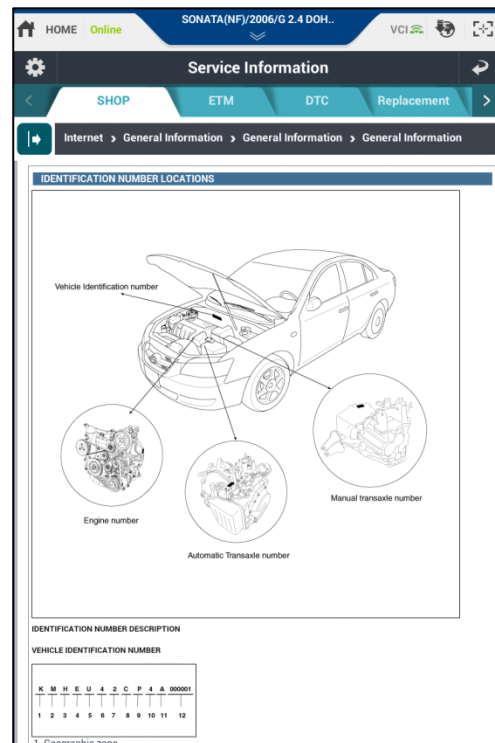 HOME Online SONATA(NF)/2006/G 2.4 DOH.. VCI
Service Information
SHOP ETM DTC Replacement
Internet > General Information > General Information > General Information
IDENTIFICATION NUMBER LOCATIONS
Vehicle Identification number
Engine number
Automatic Transaxle number
Manual transaxle number
IDENTIFICATION NUMBER DESCRIPTION
VEHICLE IDENTIFICATION NUMBER
K M H E U 4 2 C P 4 A 000001
1 2 3 4 5 6 7 8 9 10 11 12
1. Geographic zone